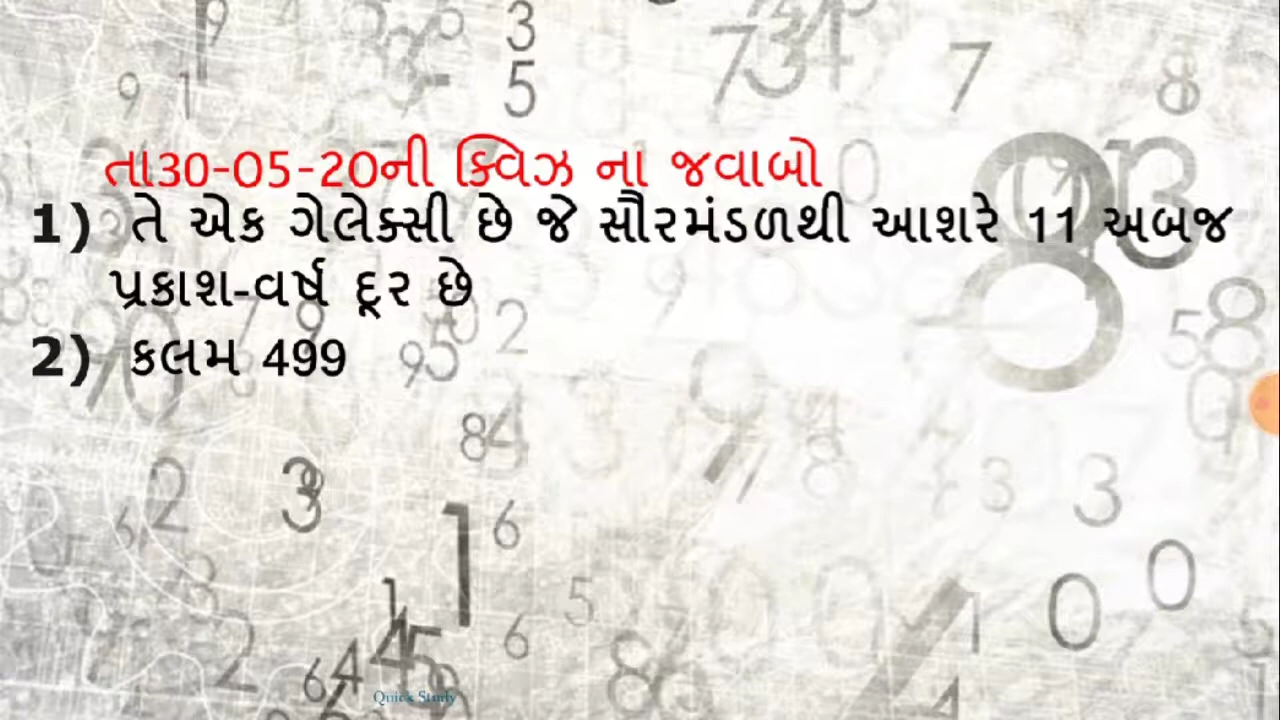 તા30-05-20ની ક્વિઝ ના જવાબો
1) તે એક ગેલેક્સી છે જે સૌરમંડળથી આશરે 11 અબજ
પ્રકાશ-વર્ષ દૂર છે
2) કલમ 499
Quick Study